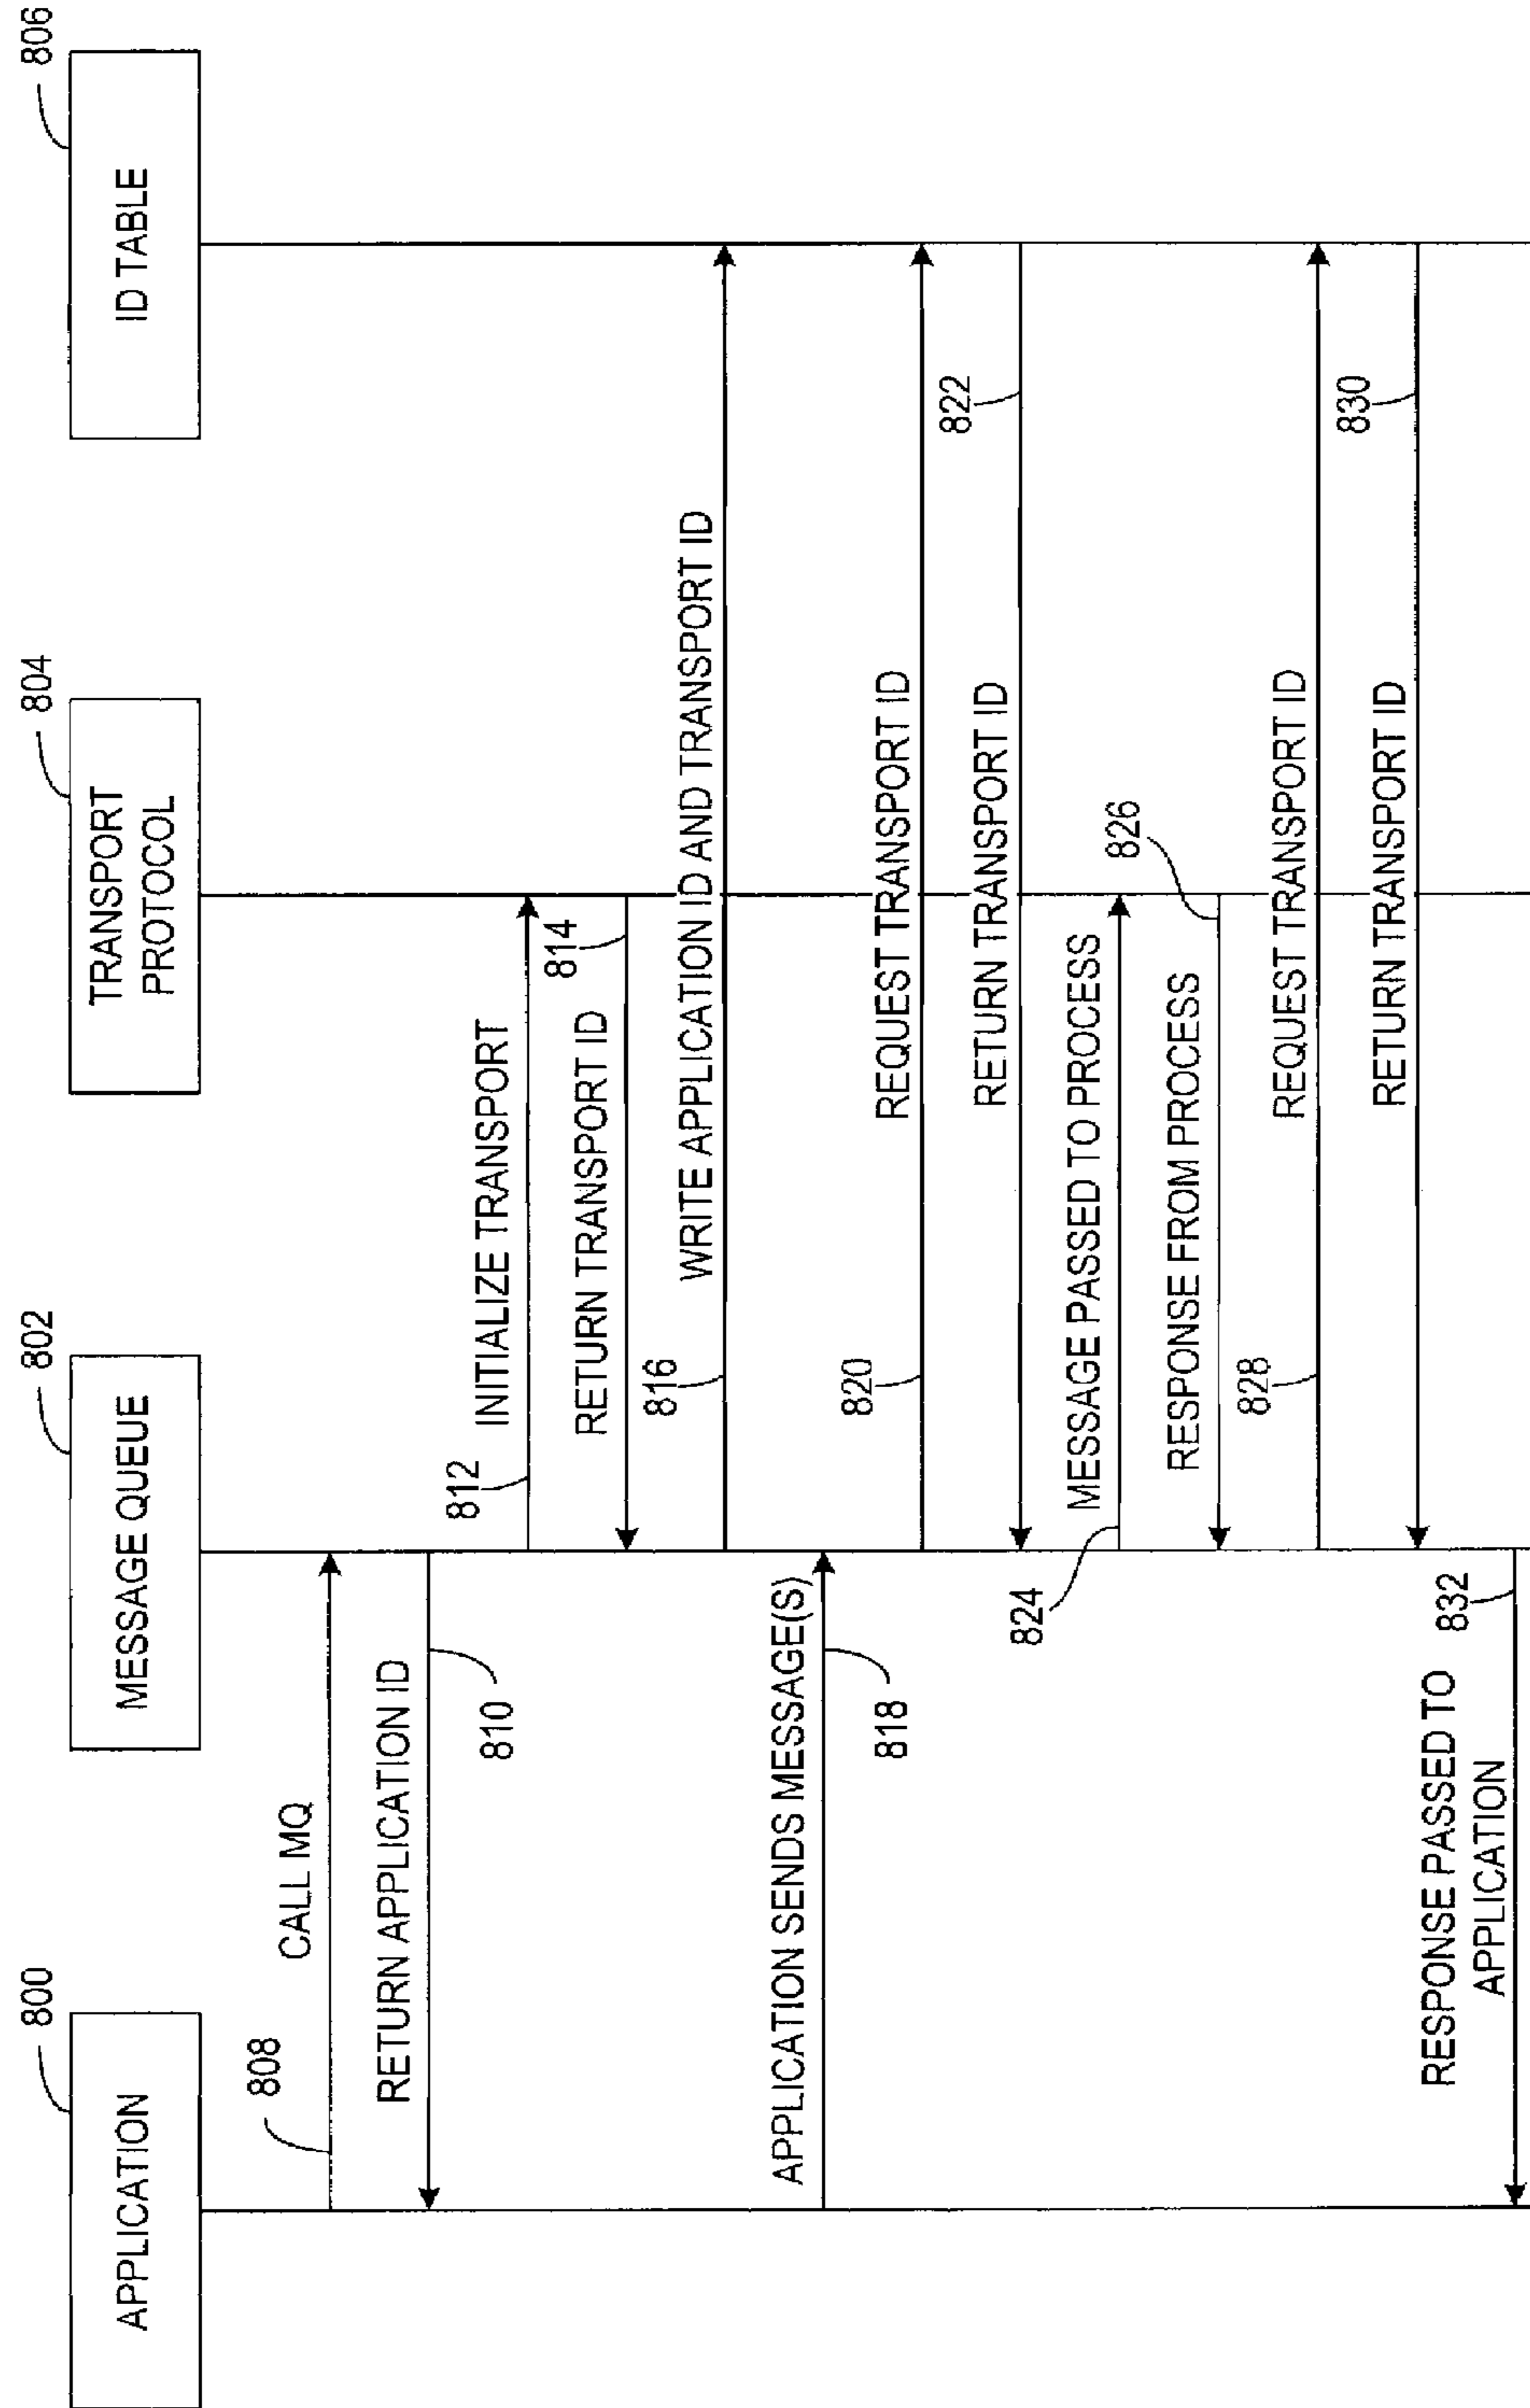 800
APPLICATION
802
MESSAGE QUEUE
804
TRANSPORT
PROTOCOL
806
ID TABLE
808
CALL MQ
RETURN APPLICATION ID
810
812
INITIALIZE TRANSPORT
814
RETURN TRANSPORT ID
816
WRITE APPLICATION ID AND TRANSPORT ID
APPLICATION SENDS MESSAGE(S)
818
820
REQUEST TRANSPORT ID
822
RETURN TRANSPORT ID
824
MESSAGE PASSED TO PROCESS
826
RESPONSE FROM PROCESS
828
REQUEST TRANSPORT ID
830
RETURN TRANSPORT ID
832
RESPONSE PASSED TO
APPLICATION